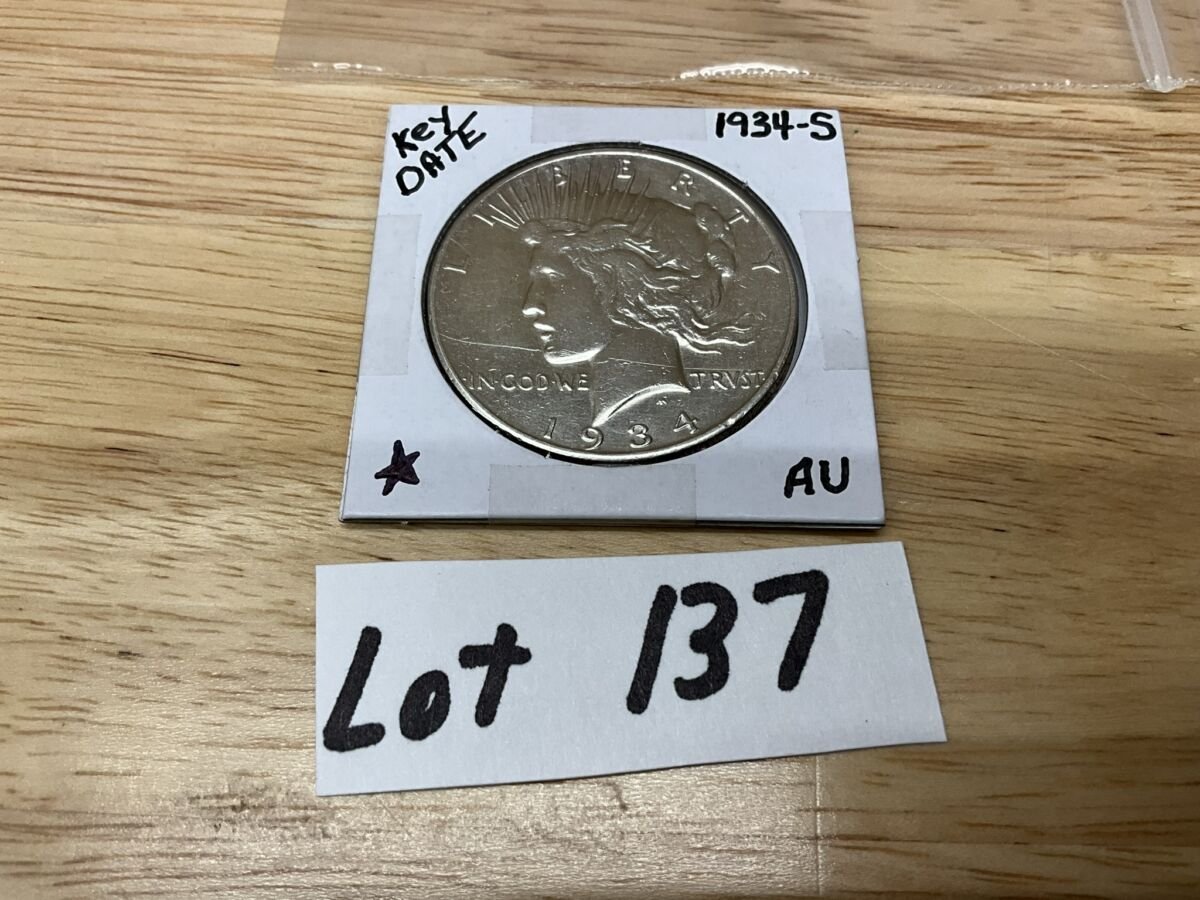 Key
DATE
1934-S
LIBERTY
IN·GOD·WE TRVST
1934
AU
Lot 137